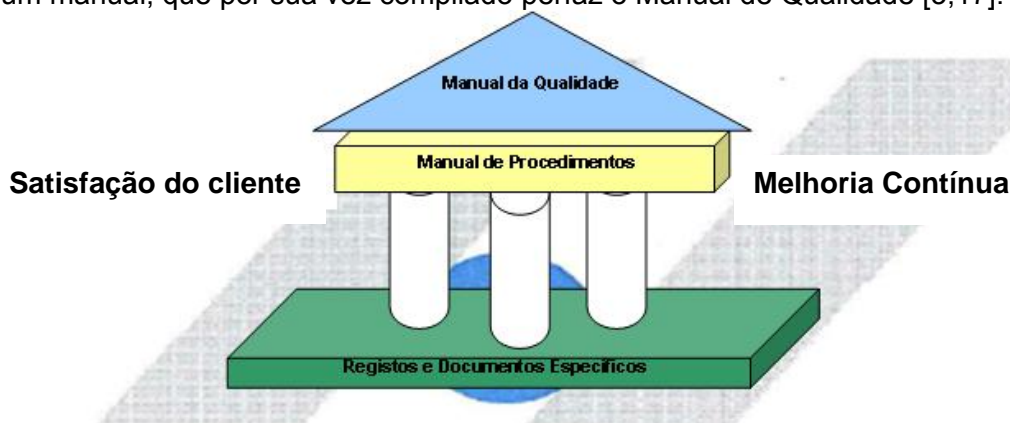 um manual, que por sua vez compilado perfaz o Manual de Qualidade
Manual da Qualidade
Manual de Procedimentos
Satisfação do cliente
Melhoria Contínua
Registos e Documentos Específicos